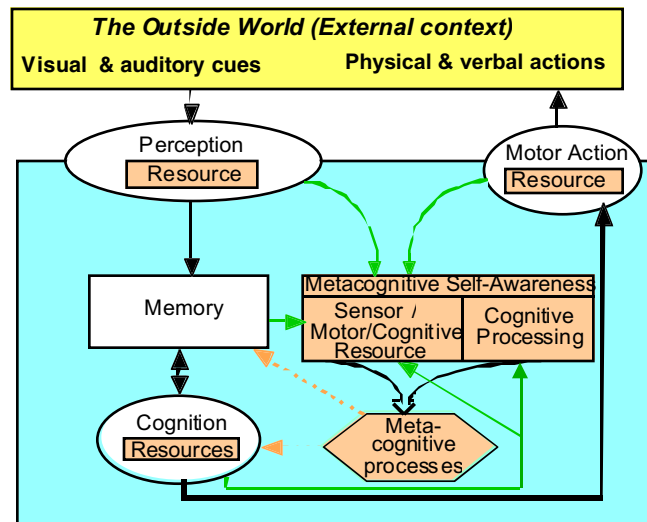 The Outside World (External context)
Visual & auditory cues
Physical & verbal actions
Perception
Resource
Motor Action
Resource
Memory
Metacognitive Self-Awareness
Sensor /
Motor/Cognitive
Resource
Cognitive
Processing
Cognition
Resources
Meta-
cognitive
processes